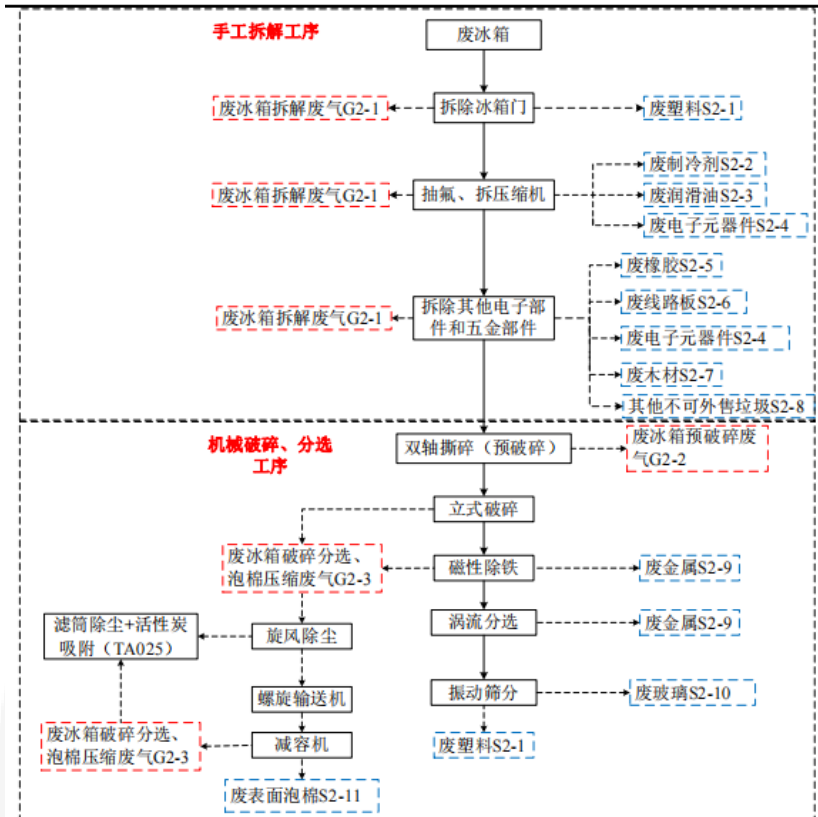 手工拆解工序
废冰箱
废冰箱拆解废气G2-1
拆除冰箱门
废塑料S2-1
废制冷剂S2-2
废冰箱拆解废气G2-1
抽氟、拆压缩机
废润滑油S2-3
废电子元器件S2-4
废橡胶S2-5
废冰箱拆解废气G2-1
拆除其他电子部
件和五金部件
废线路板S2-6
废电子元器件S2-4
废木材S2-7
其他不可外售垃圾S2-8
机械破碎、分选
工序
双轴撕碎（预破碎）
废冰箱预破碎废
气G2-2
立式破碎
废冰箱破碎分选、
泡棉压缩废气G2-3
磁性除铁
废金属S2-9
滤筒除尘+活性炭
吸附（TA025）
旋风除尘
涡流分选
废金属S2-9
螺旋输送机
振动筛分
废玻璃S2-10
废冰箱破碎分选、
泡棉压缩废气G2-3
减容机
废塑料S2-1
废表面泡棉S2-11